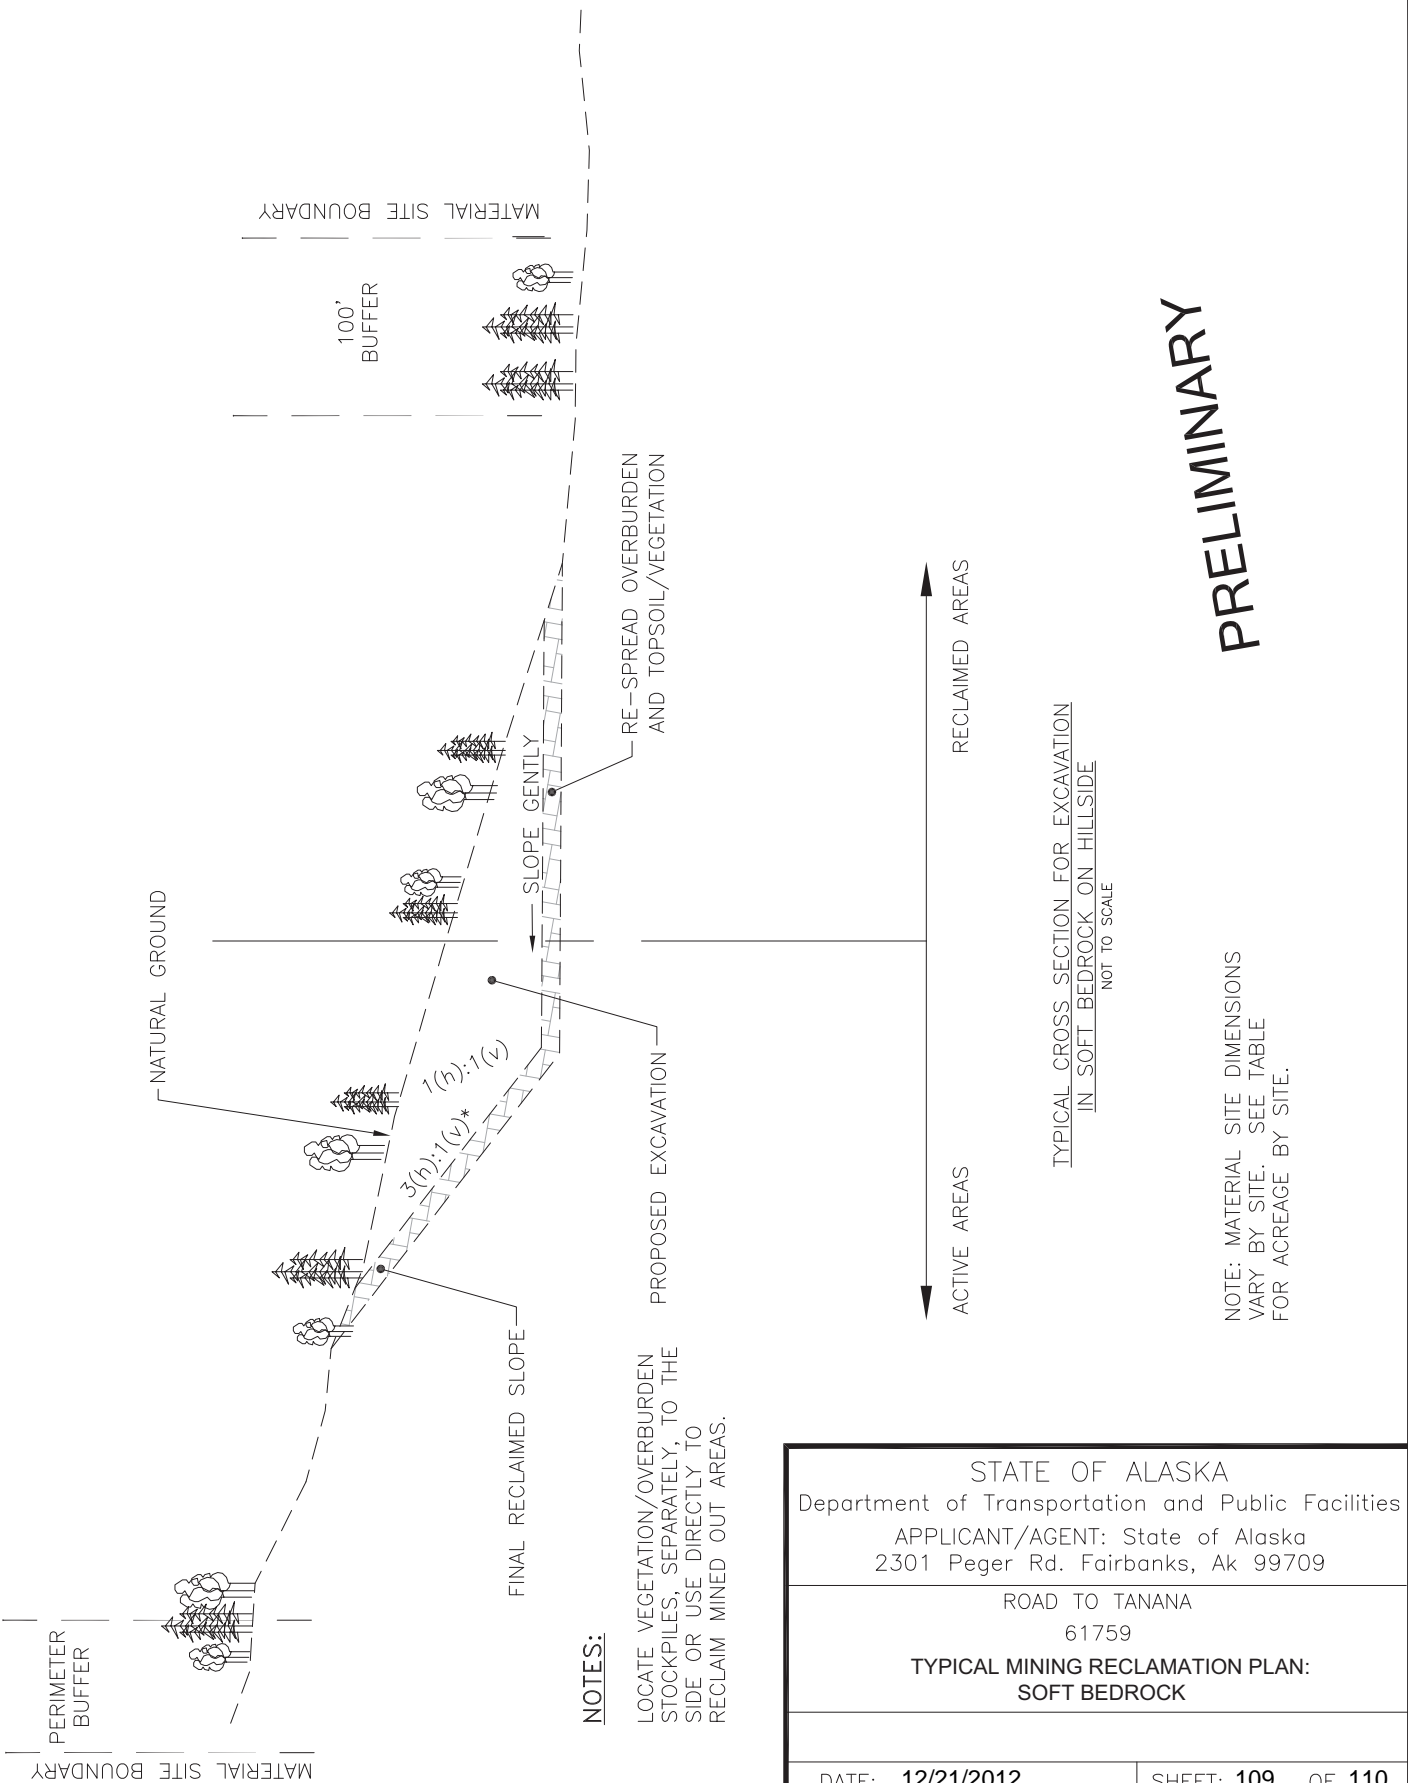 MATERIAL SITE BOUNDARY
PERIMETER
BUFFER
NATURAL GROUND
100'
BUFFER
MATERIAL SITE BOUNDARY
3(h):1(v)*
1(h):1(v)
SLOPE GENTLY
FINAL RECLAIMED SLOPE
PROPOSED EXCAVATION
RE-SPREAD OVERBURDEN
AND TOPSOIL/VEGETATION
NOTES:
LOCATE VEGETATION/OVERBURDEN
STOCKPILES, SEPARATELY, TO THE
SIDE OR USE DIRECTLY TO
RECLAIM MINED OUT AREAS.
ACTIVE AREAS
RECLAIMED AREAS
TYPICAL CROSS SECTION FOR EXCAVATION
IN SOFT BEDROCK ON HILLSIDE
NOT TO SCALE
PRELIMINARY
NOTE: MATERIAL SITE DIMENSIONS
VARY BY SITE. SEE TABLE
FOR ACREAGE BY SITE.
STATE OF ALASKA
Department of Transportation and Public Facilities
APPLICANT/AGENT: State of Alaska
2301 Peger Rd. Fairbanks, Ak 99709
ROAD TO TANANA
61759
TYPICAL MINING RECLAMATION PLAN:
SOFT BEDROCK
DATE: 12/21/2012 SHEET: 109 OF 110